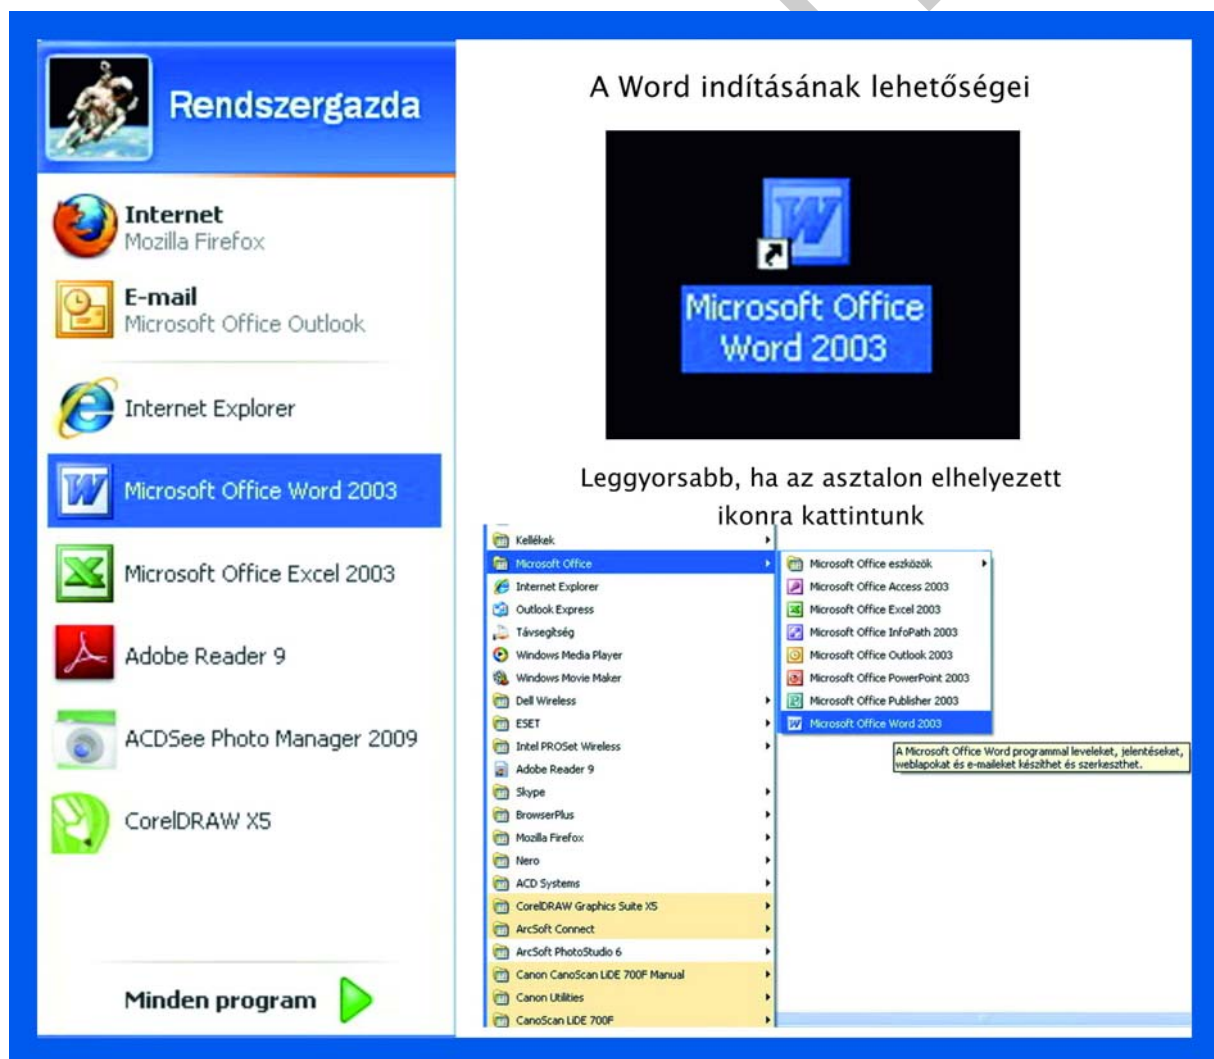 Rendszergazda
Internet
Mozilla Firefox
E-mail
Microsoft Office Outlook
Internet Explorer
Microsoft Office Word 2003
Microsoft Office Excel 2003
Adobe Reader 9
ACDSee Photo Manager 2009
CorelDRAW X5
Minden program
A Word indításának lehetőségei
Microsoft Office
Word 2003
Leggyorsabb, ha az asztalon elhelyezett
ikonra kattintunk
Kellékek
Microsoft Office
Internet Explorer
Outlook Express
Távsegítség
Windows Media Player
Windows Movie Maker
Dell Wireless
ESET
Intel PROSet Wireless
Adobe Reader 9
Skype
BrowserPlus
Mozilla Firefox
Nero
ACD Systems
CorelDRAW Graphics Suite X5
ArcSoft Connect
ArcSoft PhotoStudio 6
Canon CanoScan LiDE 700F Manual
Canon Utilities
CanoScan LiDE 700F
Microsoft Office eszközök
Microsoft Office Access 2003
Microsoft Office Excel 2003
Microsoft Office InfoPath 2003
Microsoft Office Outlook 2003
Microsoft Office PowerPoint 2003
Microsoft Office Publisher 2003
Microsoft Office Word 2003
A Microsoft Office Word programmal leveleket, jelentéseket,
weblapokat és e-maileket készíthet és szerkeszthet.